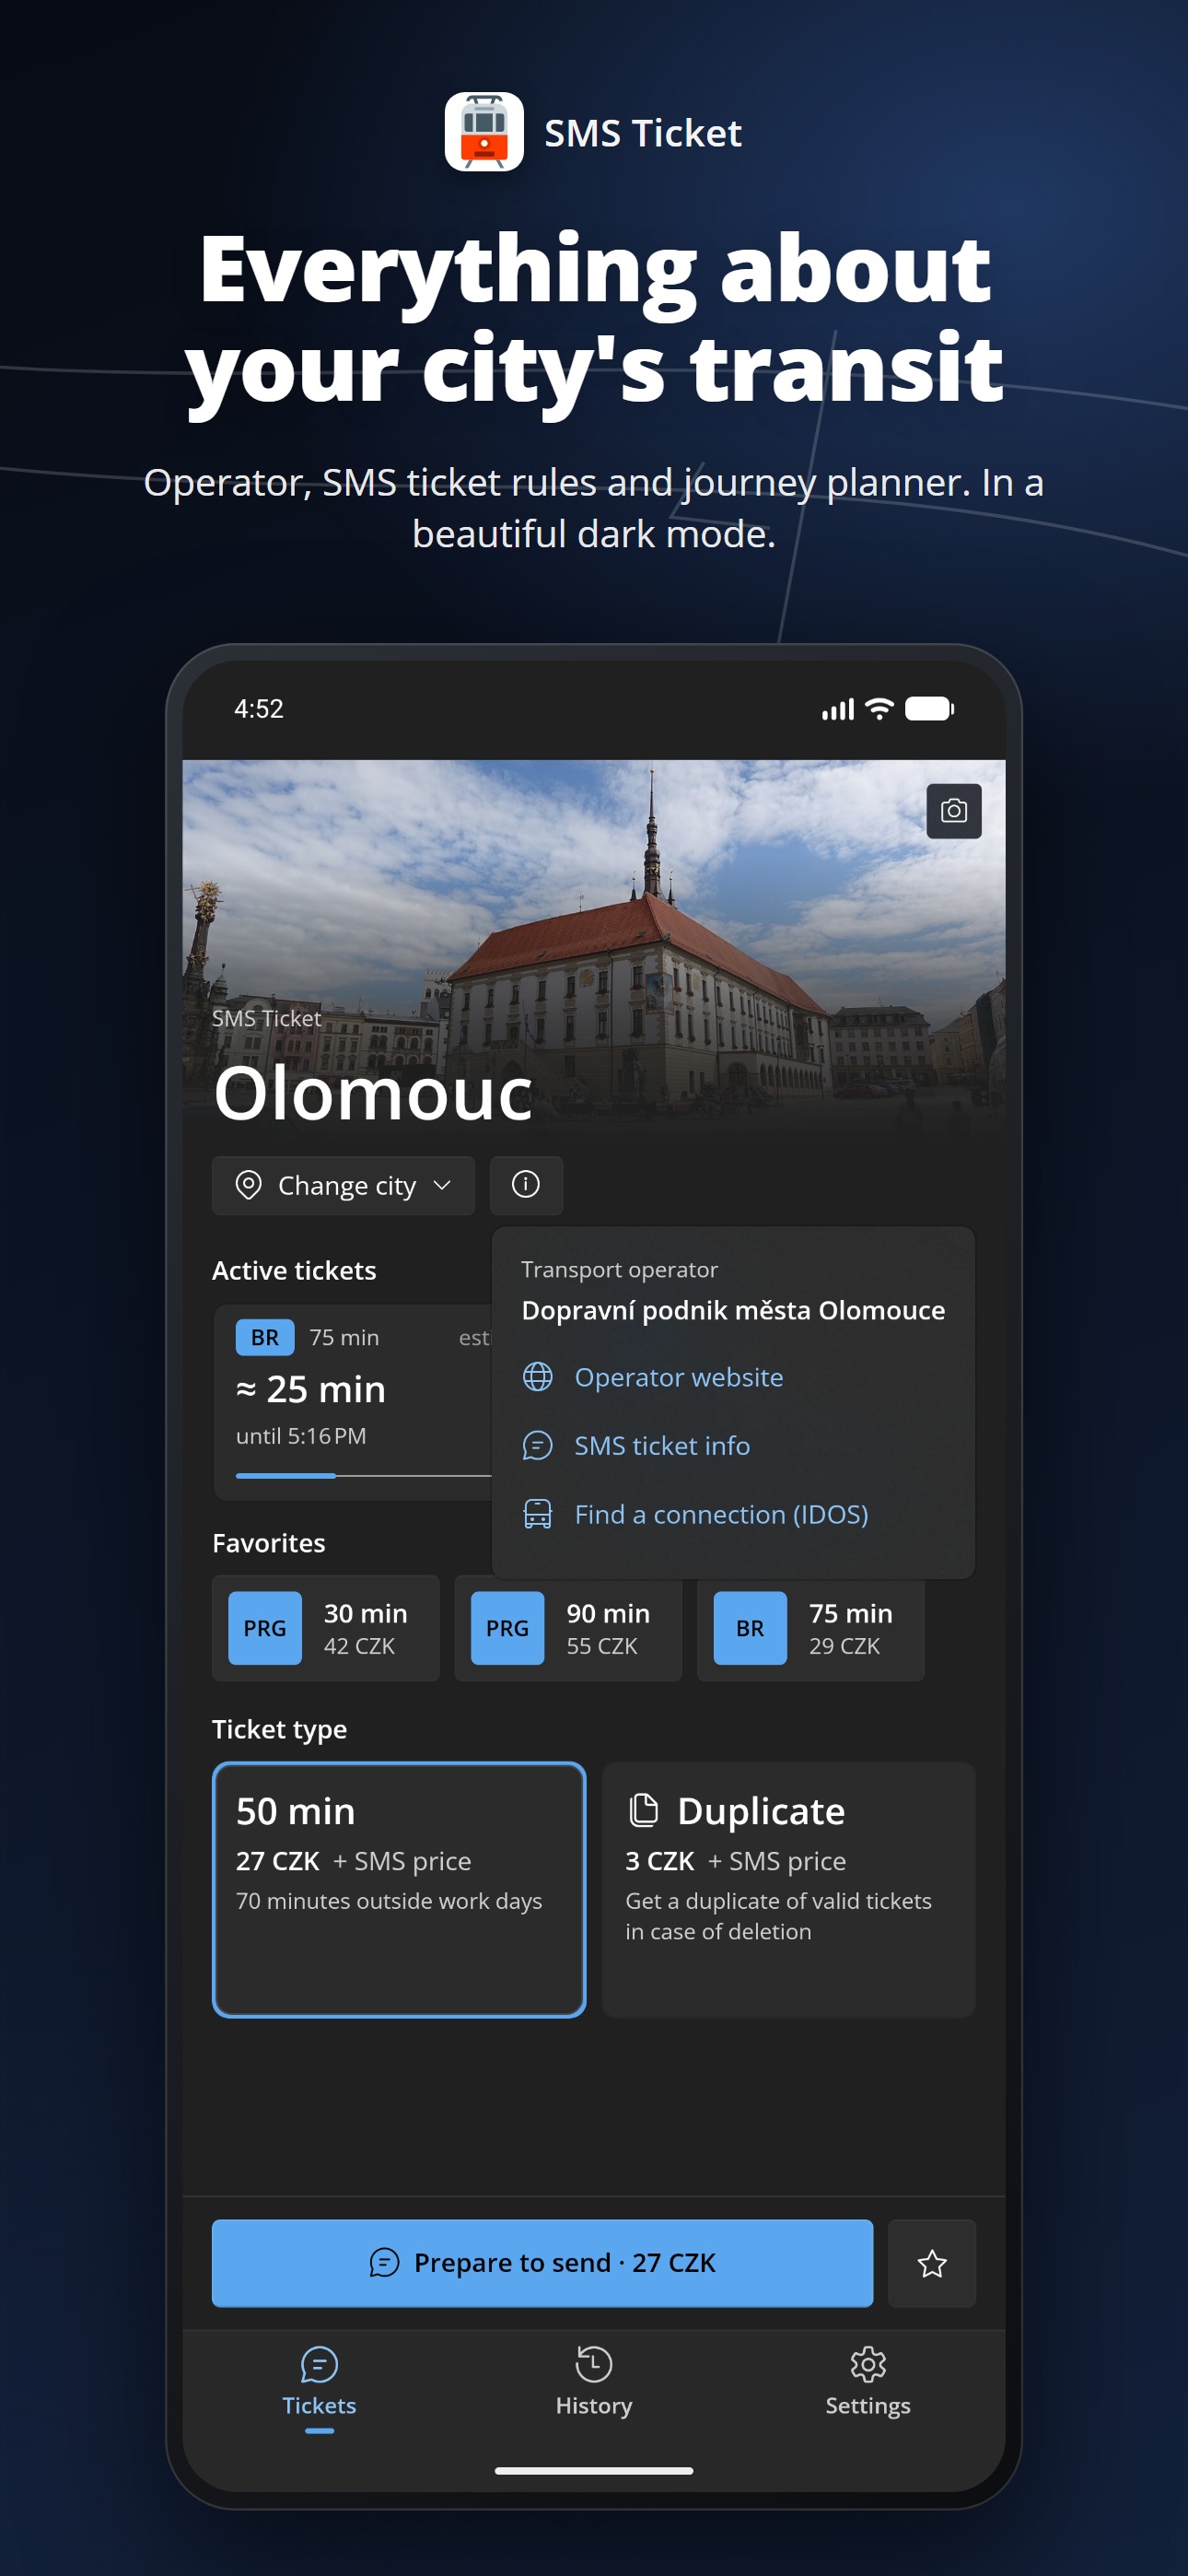 SMS Ticket
Everything about
your city's transit
Operator, SMS ticket rules and journey planner. In a
beautiful dark mode.
4:52
SMS Ticket
Olomouc
Change city
Active tickets
BR 75 min
≈ 25 min
until 5:16 PM
Transport operator
Dopravní podnik města Olomouce
Operator website
SMS ticket info
Find a connection (IDOS)
Favorites
PRG 30 min
42 CZK
PRG 90 min
55 CZK
BR 75 min
29 CZK
Ticket type
50 min
27 CZK + SMS price
70 minutes outside work days
Duplicate
3 CZK + SMS price
Get a duplicate of valid tickets
in case of deletion
Prepare to send · 27 CZK
Tickets
History
Settings